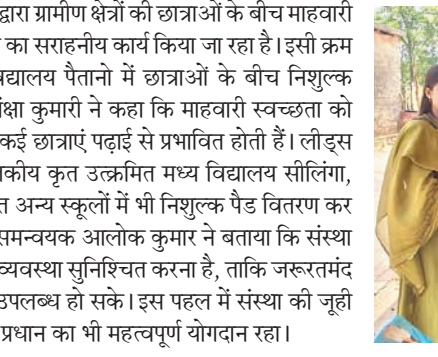 द्वारा ग्रामीण क्षेत्रों की छात्राओं के बीच माहवारी
का सराहनीय कार्य किया जा रहा है। इसी क्रम
विद्यालय पैतानो में छात्राओं के बीच निशुल्क
कुमारी ने कहा कि माहवारी स्वच्छता को
कई छात्राएं पढ़ाई से प्रभावित होती हैं। लीड्स
कीय कृत उत्क्रमित मध्य विद्यालय सीलिंगा,
त अन्य स्कूलों में भी निशुल्क पैड वितरण कर
समन्वयक आलोक कुमार ने बताया कि संस्था
व्यवस्था सुनिश्चित करना है, ताकि जरूरतमंद
उपलब्ध हो सके। इस पहल में संस्था की जूही
प्रधान का भी महत्वपूर्ण योगदान रहा।